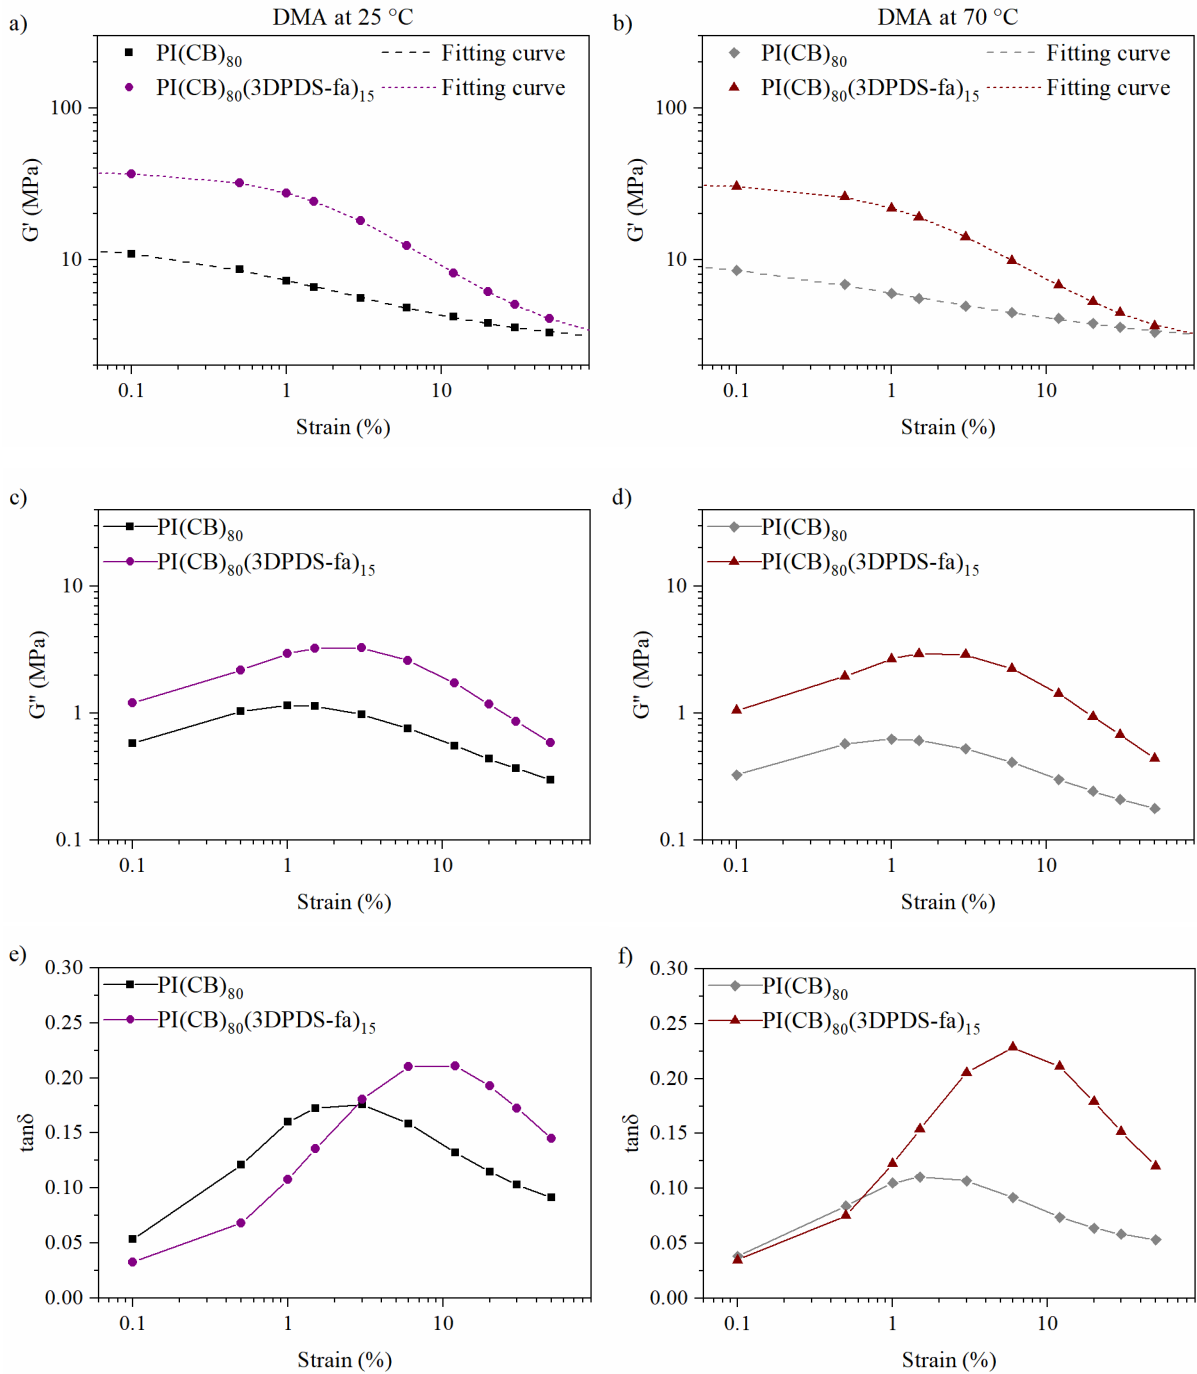 a)
DMA at 25 °C
PI(CB)80
Fitting curve
PI(CB)80(3DPDS-fa)15
Fitting curve
100
10
G' (MPa)
0.1 1 10
Strain (%)
b)
DMA at 70 °C
PI(CB)80
Fitting curve
PI(CB)80(3DPDS-fa)15
Fitting curve
100
10
G' (MPa)
0.1 1 10
Strain (%)
c)
PI(CB)80
PI(CB)80(3DPDS-fa)15
10
1
0.1
G" (MPa)
0.1 1 10
Strain (%)
d)
PI(CB)80
PI(CB)80(3DPDS-fa)15
10
1
0.1
G" (MPa)
0.1 1 10
Strain (%)
e)
PI(CB)80
PI(CB)80(3DPDS-fa)15
0.30
0.25
0.20
0.15
0.10
0.05
0.00
tanδ
0.1 1 10
Strain (%)
f)
PI(CB)80
PI(CB)80(3DPDS-fa)15
0.30
0.25
0.20
0.15
0.10
0.05
0.00
tanδ
0.1 1 10
Strain (%)